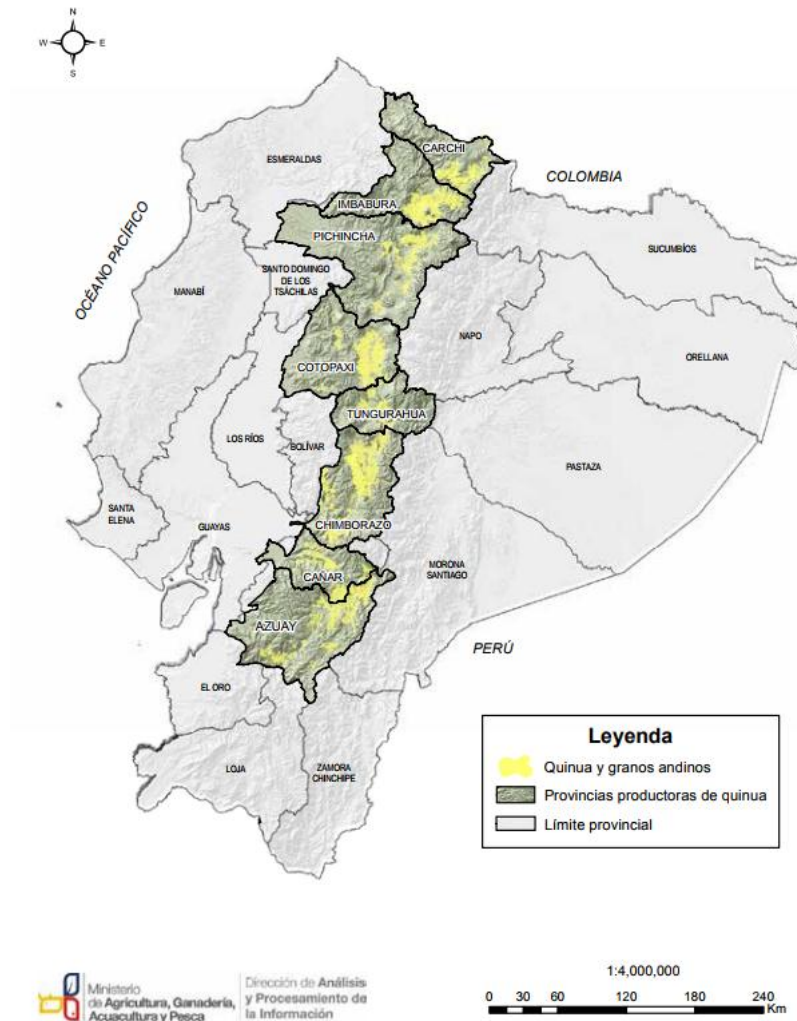 N
W E
S
CARCHI
ESMERALDAS
COLOMBIA
IMBABURA
PICHINCHA
SUCUMBÍOS
OCÉANO PACÍFICO
SANTO DOMINGO
DE LOS
TSÁCHILAS
MANABÍ
NAPO
ORELLANA
COTOPAXI
TUNGURAHUA
LOS RÍOS
BOLÍVAR
PASTAZA
SANTA
ELENA
GUAYAS
CHIMBORAZO
MORONA
SANTIAGO
CAÑAR
AZUAY
PERÚ
EL ORO
LOJA
ZAMORA
CHINCHIPE
Leyenda
Quinua y granos andinos
Provincias productoras de quinua
Límite provincial
Ministerio
de Agricultura, Ganadería,
Acuacultura y Pesca
Dirección de Análisis
y Procesamiento de
la Información
1:4,000,000
0 30 60 120 180 240
Km